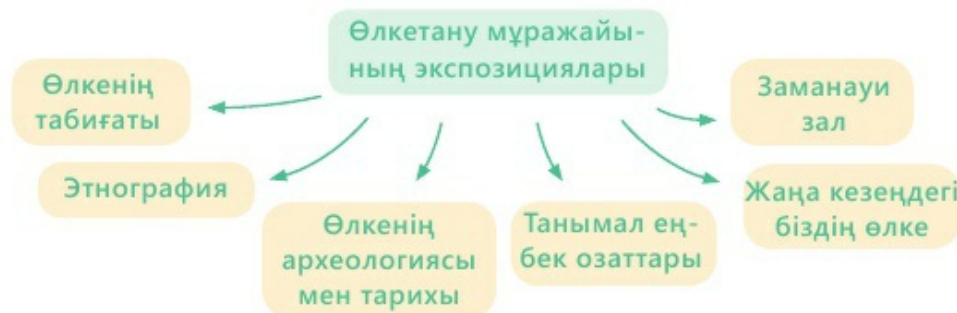 Өлкетану мұражайы-
ның экспозициялары
Өлкенің
табиғаты
Этнография
Өлкенің
археологиясы
мен тарихы
Танымал ең-
бек озаттары
Жаңа кезеңдегі
біздің өлке
Заманауи
зал